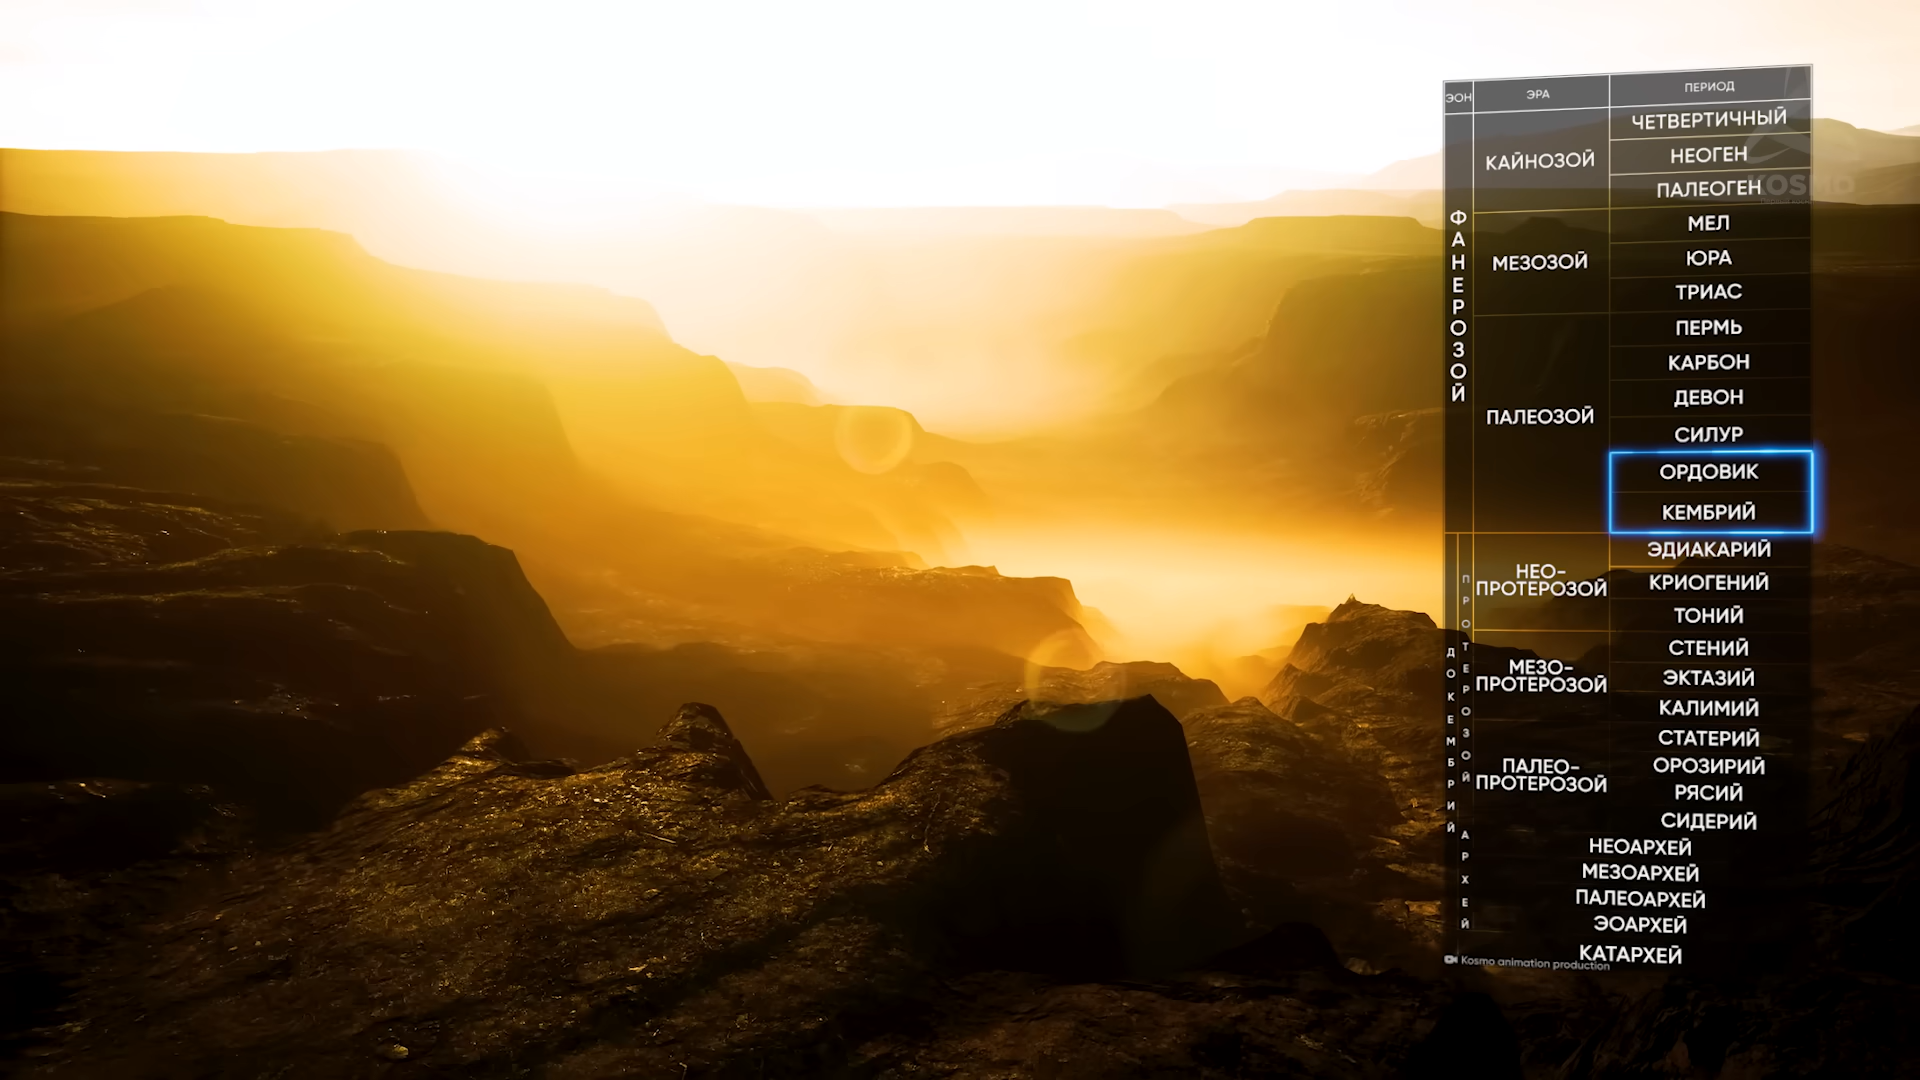 ЭОН
ЭРА
ПЕРИОД
ФАНЕРОЗОЙ
КАЙНОЗОЙ
ЧЕТВЕРТИЧНЫЙ
НЕОГЕН
ПАЛЕОГЕН
KOSMO
МЕЗОЗОЙ
МЕЛ
ЮРА
ТРИАС
ПАЛЕОЗОЙ
ПЕРМЬ
КАРБОН
ДЕВОН
СИЛУР
ОРДОВИК
КЕМБРИЙ
ДОКЕМБРИЙ
ПРОТЕРОЗОЙ
НЕО-
ПРОТЕРОЗОЙ
ЭДИАКАРИЙ
КРИОГЕНИЙ
ТОНИЙ
МЕЗО-
ПРОТЕРОЗОЙ
СТЕНИЙ
ЭКТАЗИЙ
КАЛИМИЙ
ПАЛЕО-
ПРОТЕРОЗОЙ
СТАТЕРИЙ
ОРОЗИРИЙ
РЯСИЙ
СИДЕРИЙ
АРХЕЙ
НЕОАРХЕЙ
МЕЗОАРХЕЙ
ПАЛЕОАРХЕЙ
ЭОАРХЕЙ
КАТАРХЕЙ
Kosmo animation production